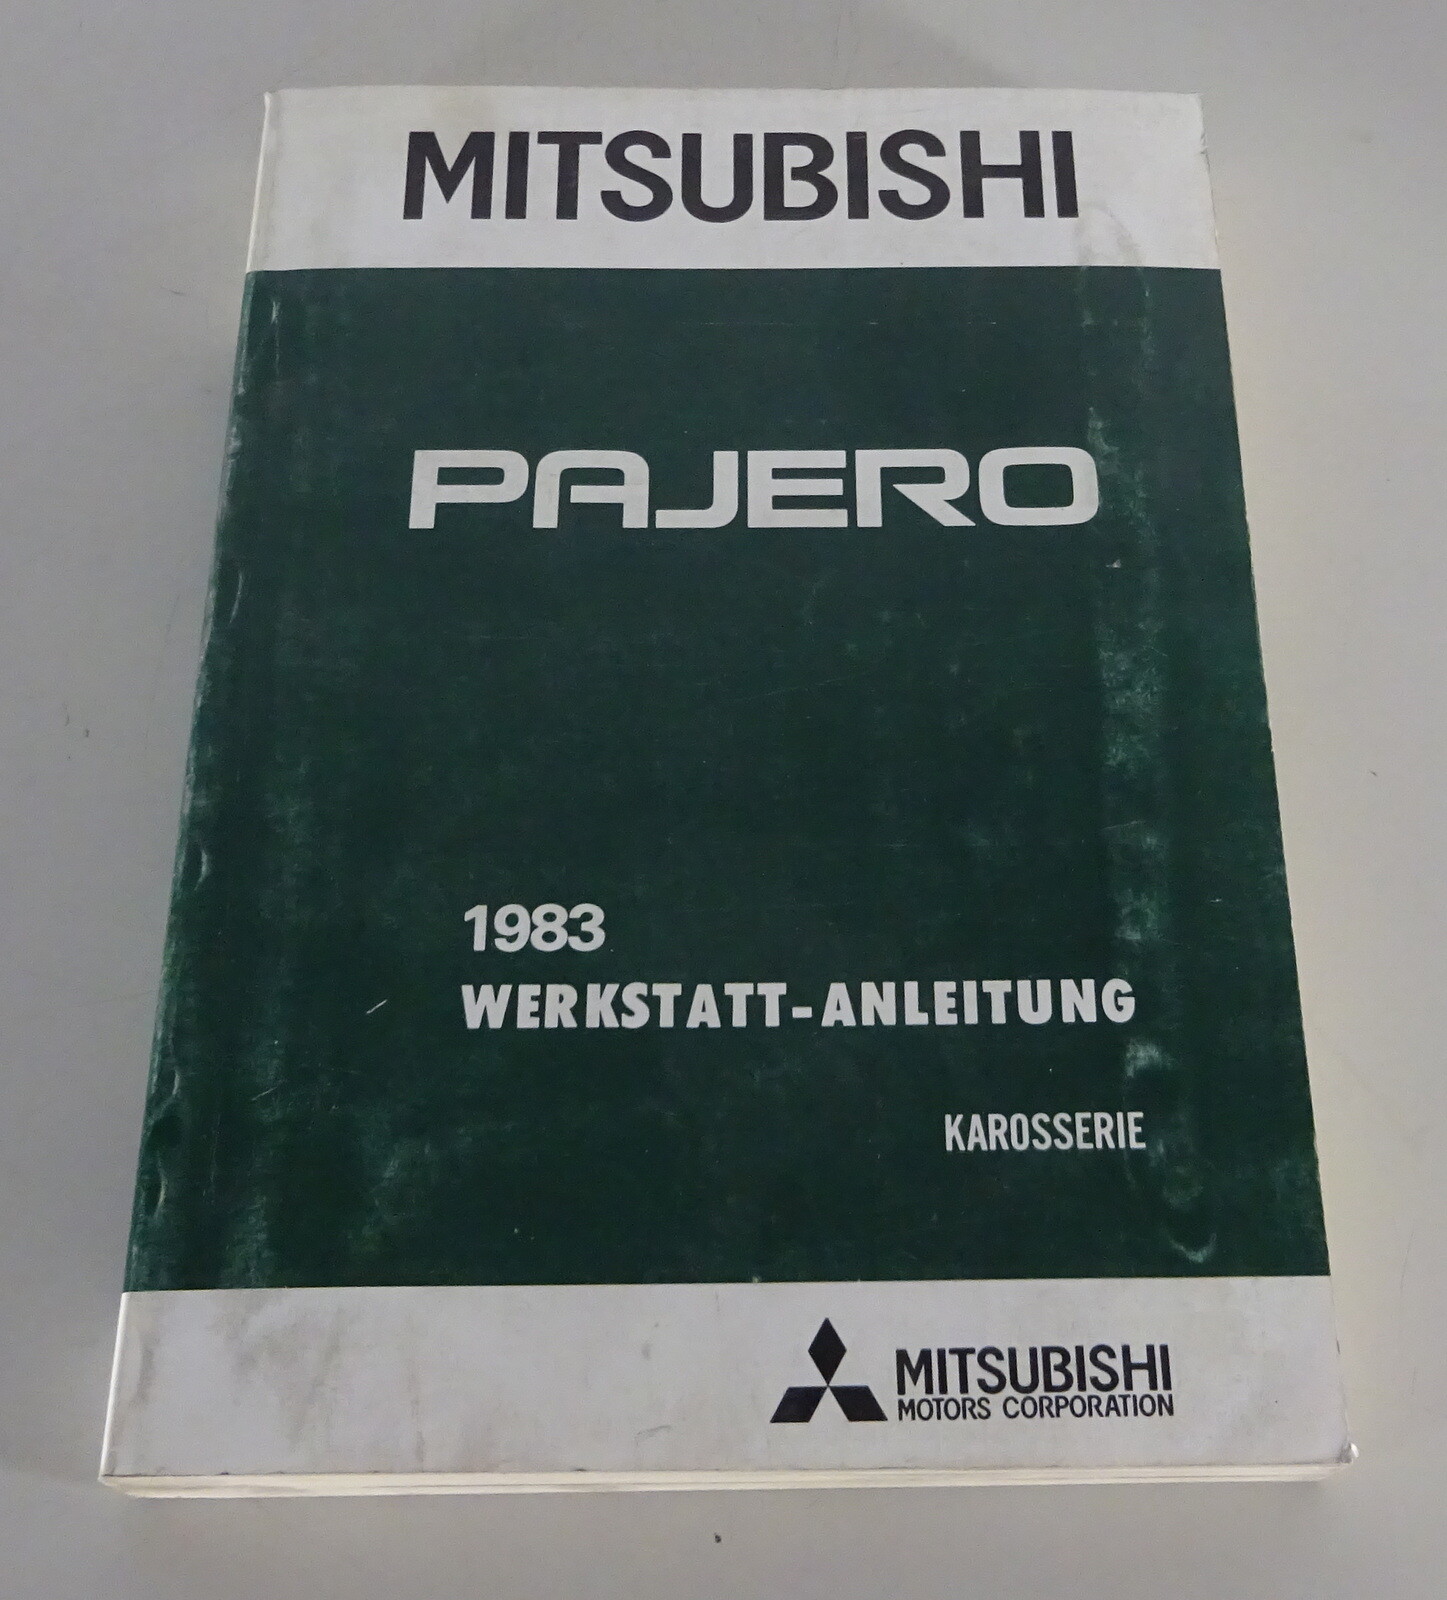 MITSUBISHI
PAJERO
1983
WERKSTATT-ANLEITUNG
KAROSSERIE
MITSUBISHI
MOTORS CORPORATION